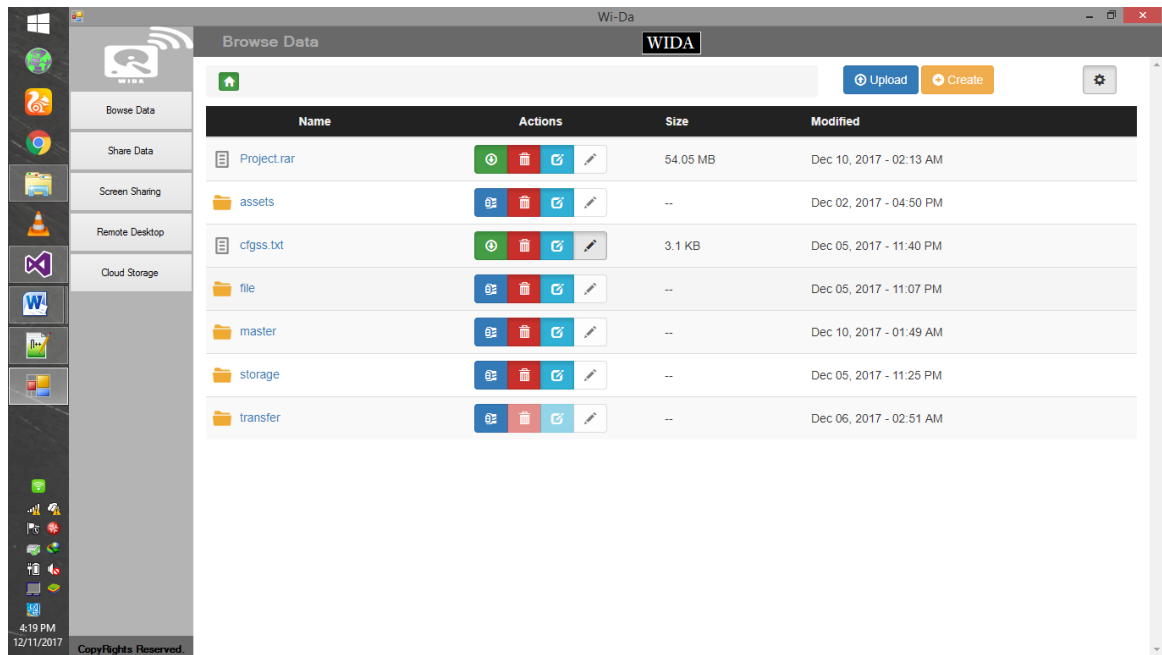 Wi-Da
WIDA
Browse Data
WIDA
Upload
Create
Bowse Data
Share Data
Screen Sharing
Remote Desktop
Cloud Storage
Name Actions Size Modified
Project.rar 54.05 MB Dec 10, 2017 - 02:13 AM
assets -- Dec 02, 2017 - 04:50 PM
cfgss.txt 3.1 KB Dec 05, 2017 - 11:40 PM
file -- Dec 05, 2017 - 11:07 PM
master -- Dec 10, 2017 - 01:49 AM
storage -- Dec 05, 2017 - 11:25 PM
transfer -- Dec 06, 2017 - 02:51 AM
4:19 PM
12/11/2017
CopyRights Reserved.